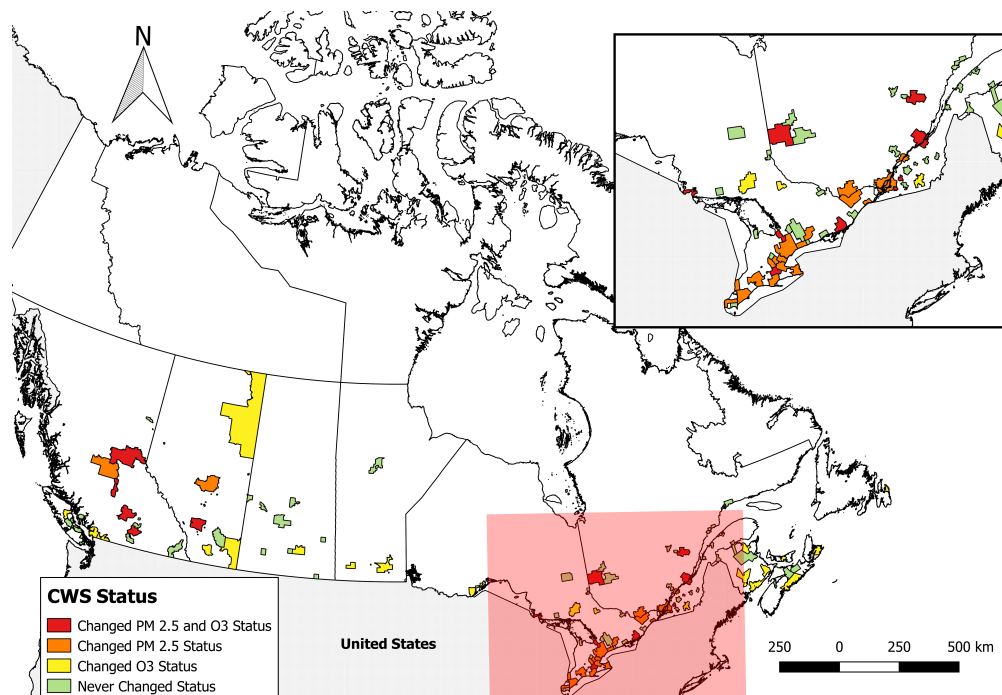 N
CWS Status
Changed PM 2.5 and O3 Status
Changed PM 2.5 Status
Changed O3 Status
Never Changed Status
United States
250 0 250 500 km